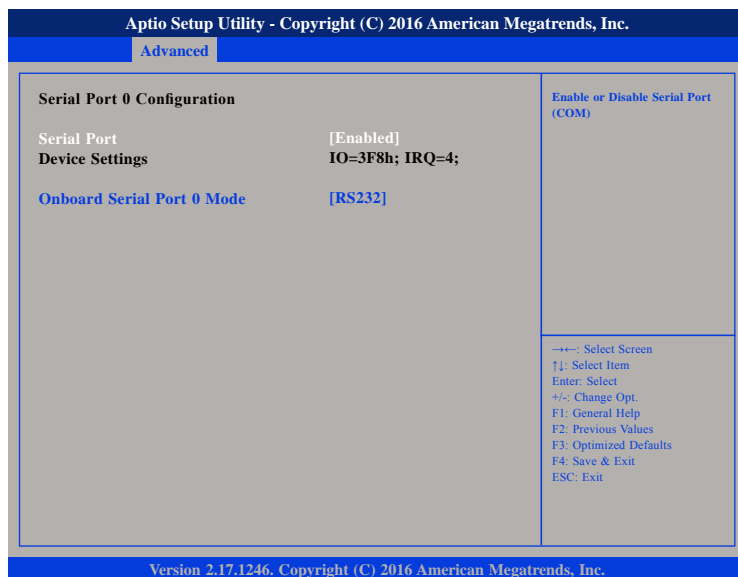 Aptio Setup Utility - Copyright (C) 2016 American Megatrends, Inc.
Advanced
Serial Port 0 Configuration
Serial Port [Enabled]
Device Settings IO=3F8h; IRQ=4;
Onboard Serial Port 0 Mode [RS232]
Enable or Disable Serial Port
(COM)
→←: Select Screen
↑↓: Select Item
Enter: Select
+/-: Change Opt.
F1: General Help
F2: Previous Values
F3: Optimized Defaults
F4: Save & Exit
ESC: Exit
Version 2.17.1246. Copyright (C) 2016 American Megatrends, Inc.